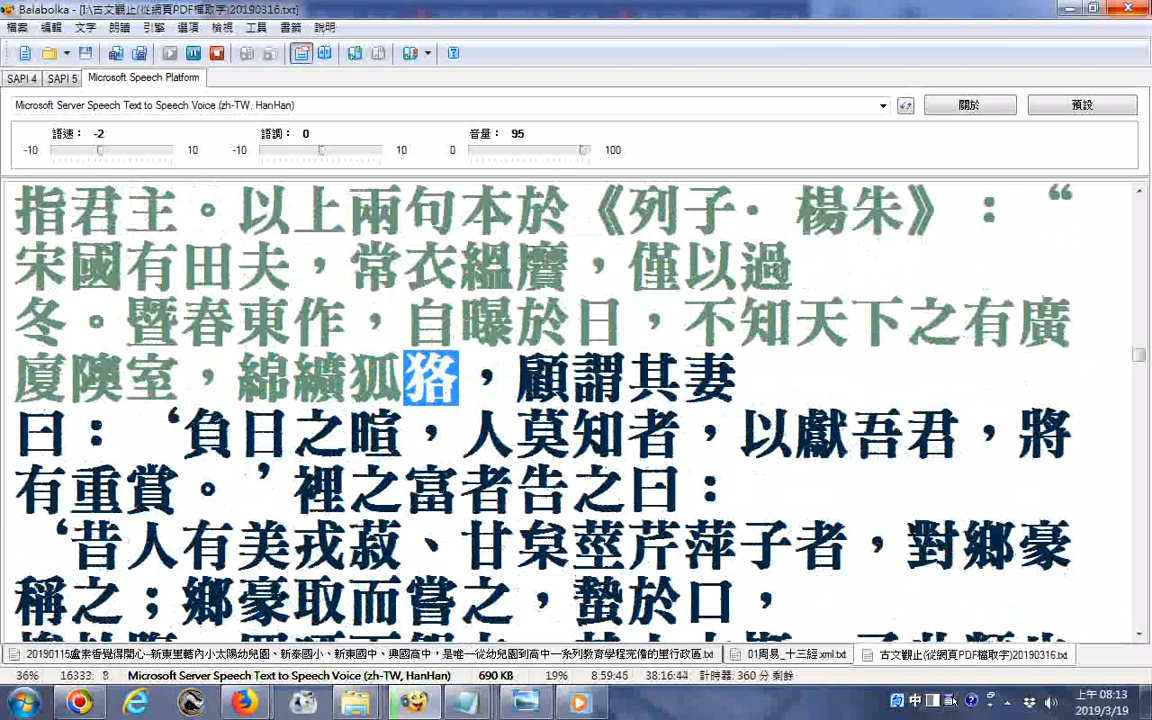 Balabolka - [I:\古文觀止(從網頁PDF檔取字)20190316.txt]
檔案 編輯 文字 朗讀 引擎 選項 檢視 工具 書籤 說明
SAPI 4 SAPI 5 Microsoft Speech Platform
Microsoft Server Speech Text to Speech Voice (zh-TW, HanHan) 關於 預設
語速： -2 語調： 0 音量： 95
-10 10 -10 10 0 100
指君主。以上兩句本於《列子· 楊朱》：“
宋國有田夫，常衣緼黂，僅以過
冬。暨春東作，自曝於日，不知天下之有廣
廈隩室，綿纊狐狢，顧謂其妻
曰：‘負日之暄，人莫知者，以獻吾君，將
有重賞。’裡之富者告之曰：
‘昔人有美戎菽、甘枲莖芹萍子者，對鄉豪
稱之；鄉豪取而嘗之，蜇於口，
20190115盧素香覺得開心--新東里轄內小太陽幼兒園、新泰國小、新東國中、興國高中，是唯一從幼兒園到高中一系列教育學程完備的里行政區.txt 01周易_十三經.xml.txt 古文觀止(從網頁PDF檔取字)20190316.txt
36% 16333: 8 Microsoft Server Speech Text to Speech Voice (zh-TW, HanHan) 690 KB 19% 8:59:46 38:16:44 計時器: 360 分 剩餘
中 上午 08:13
2019/3/19